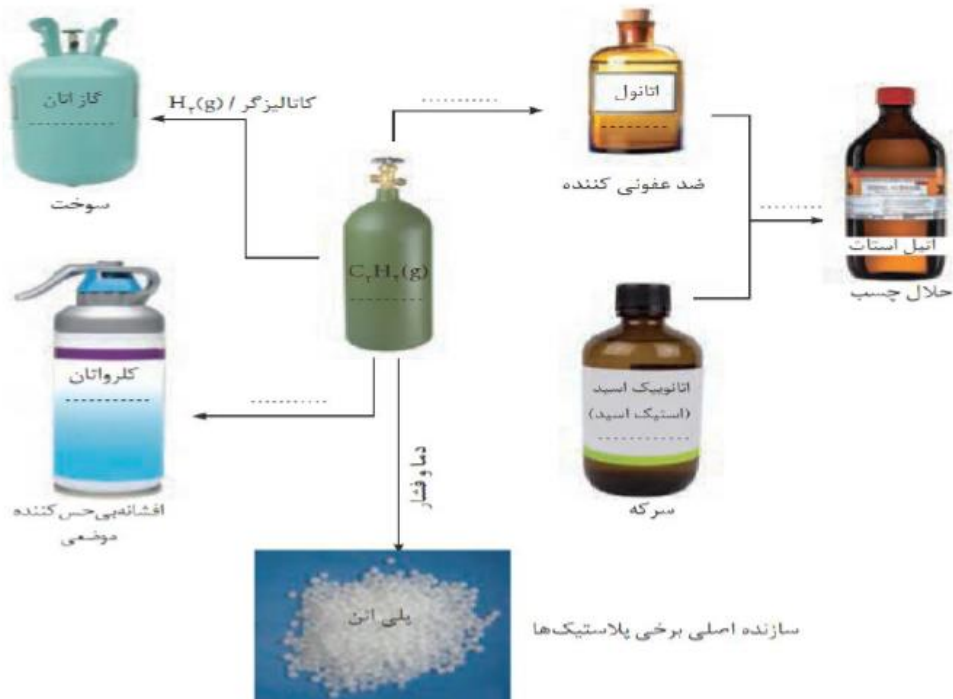 گاز اتان
- - - - - - - - - -
سوخت
H۲(g) / کاتالیزگر
............
اتانول
- - - - - - - -
ضد عفونی کننده
............
اتیل استات
حلال چسب
C۲H۴(g)
- - - - - - - - - -
کلرواتان
- - - - - - - - - -
............
افشانه بی‌حس‌کننده
موضعی
دما و فشار
اتانوییک اسید
(استیک اسید)
- - - - - - - - - -
سرکه
پلی اتن
سازنده اصلی برخی پلاستیک‌ها